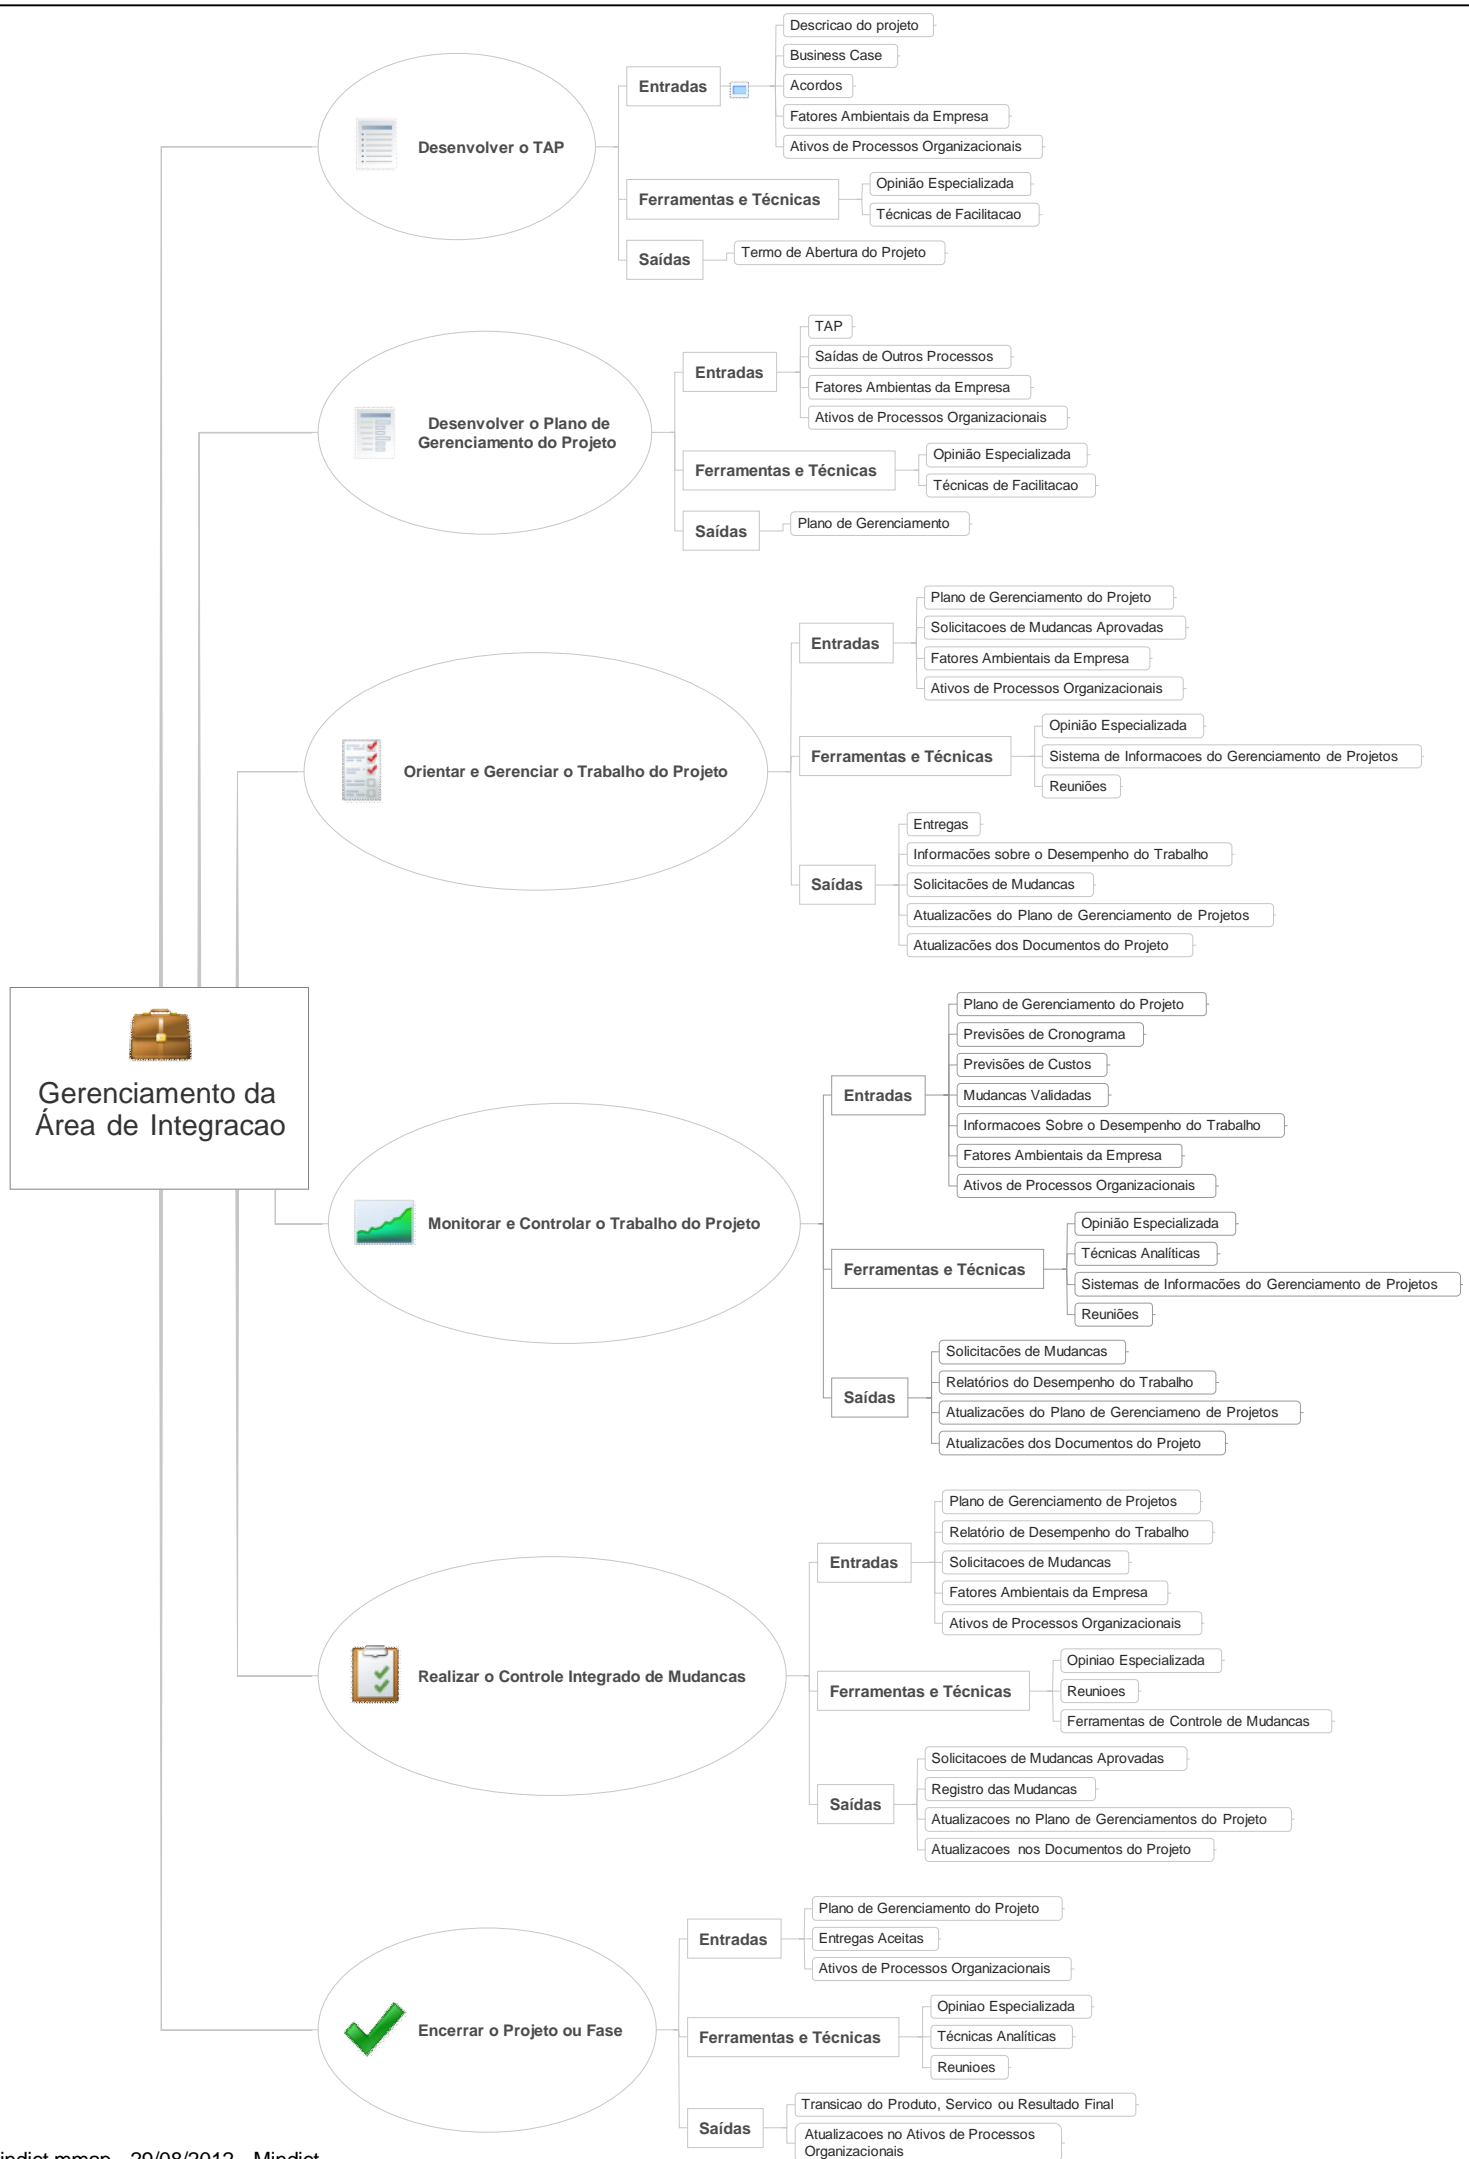 Descricao do projeto
Business Case
Entradas
Acordos
Fatores Ambientais da Empresa
Ativos de Processos Organizacionais
Desenvolver o TAP
Opinião Especializada
Ferramentas e Técnicas
Técnicas de Facilitacao
Saídas
Termo de Abertura do Projeto
TAP
Saídas de Outros Processos
Entradas
Fatores Ambientas da Empresa
Ativos de Processos Organizacionais
Desenvolver o Plano de
Gerenciamento do Projeto
Opinião Especializada
Ferramentas e Técnicas
Técnicas de Facilitacao
Saídas
Plano de Gerenciamento
Plano de Gerenciamento do Projeto
Solicitacoes de Mudancas Aprovadas
Entradas
Fatores Ambientais da Empresa
Ativos de Processos Organizacionais
Opinião Especializada
Ferramentas e Técnicas
Sistema de Informacoes do Gerenciamento de Projetos
Reuniões
Orientar e Gerenciar o Trabalho do Projeto
Entregas
Informacões sobre o Desempenho do Trabalho
Saídas
Solicitacões de Mudancas
Atualizacões do Plano de Gerenciamento de Projetos
Atualizacões dos Documentos do Projeto
Gerenciamento da
Área de Integracao
Plano de Gerenciamento do Projeto
Previsões de Cronograma
Previsões de Custos
Entradas
Mudancas Validadas
Informacoes Sobre o Desempenho do Trabalho
Fatores Ambientais da Empresa
Ativos de Processos Organizacionais
Monitorar e Controlar o Trabalho do Projeto
Opinião Especializada
Técnicas Analíticas
Ferramentas e Técnicas
Sistemas de Informacões do Gerenciamento de Projetos
Reuniões
Solicitacões de Mudancas
Relatórios do Desempenho do Trabalho
Saídas
Atualizacões do Plano de Gerenciameno de Projetos
Atualizacões dos Documentos do Projeto
Plano de Gerenciamento de Projetos
Relatório de Desempenho do Trabalho
Entradas
Solicitacoes de Mudancas
Fatores Ambientais da Empresa
Ativos de Processos Organizacionais
Realizar o Controle Integrado de Mudancas
Opiniao Especializada
Ferramentas e Técnicas
Reunioes
Ferramentas de Controle de Mudancas
Solicitacoes de Mudancas Aprovadas
Registro das Mudancas
Saídas
Atualizacoes no Plano de Gerenciamentos do Projeto
Atualizacoes nos Documentos do Projeto
Plano de Gerenciamento do Projeto
Entradas
Entregas Aceitas
Ativos de Processos Organizacionais
Encerrar o Projeto ou Fase
Opiniao Especializada
Ferramentas e Técnicas
Técnicas Analíticas
Reunioes
Transicao do Produto, Servico ou Resultado Final
Saídas
Atualizacoes no Ativos de Processos
Organizacionais